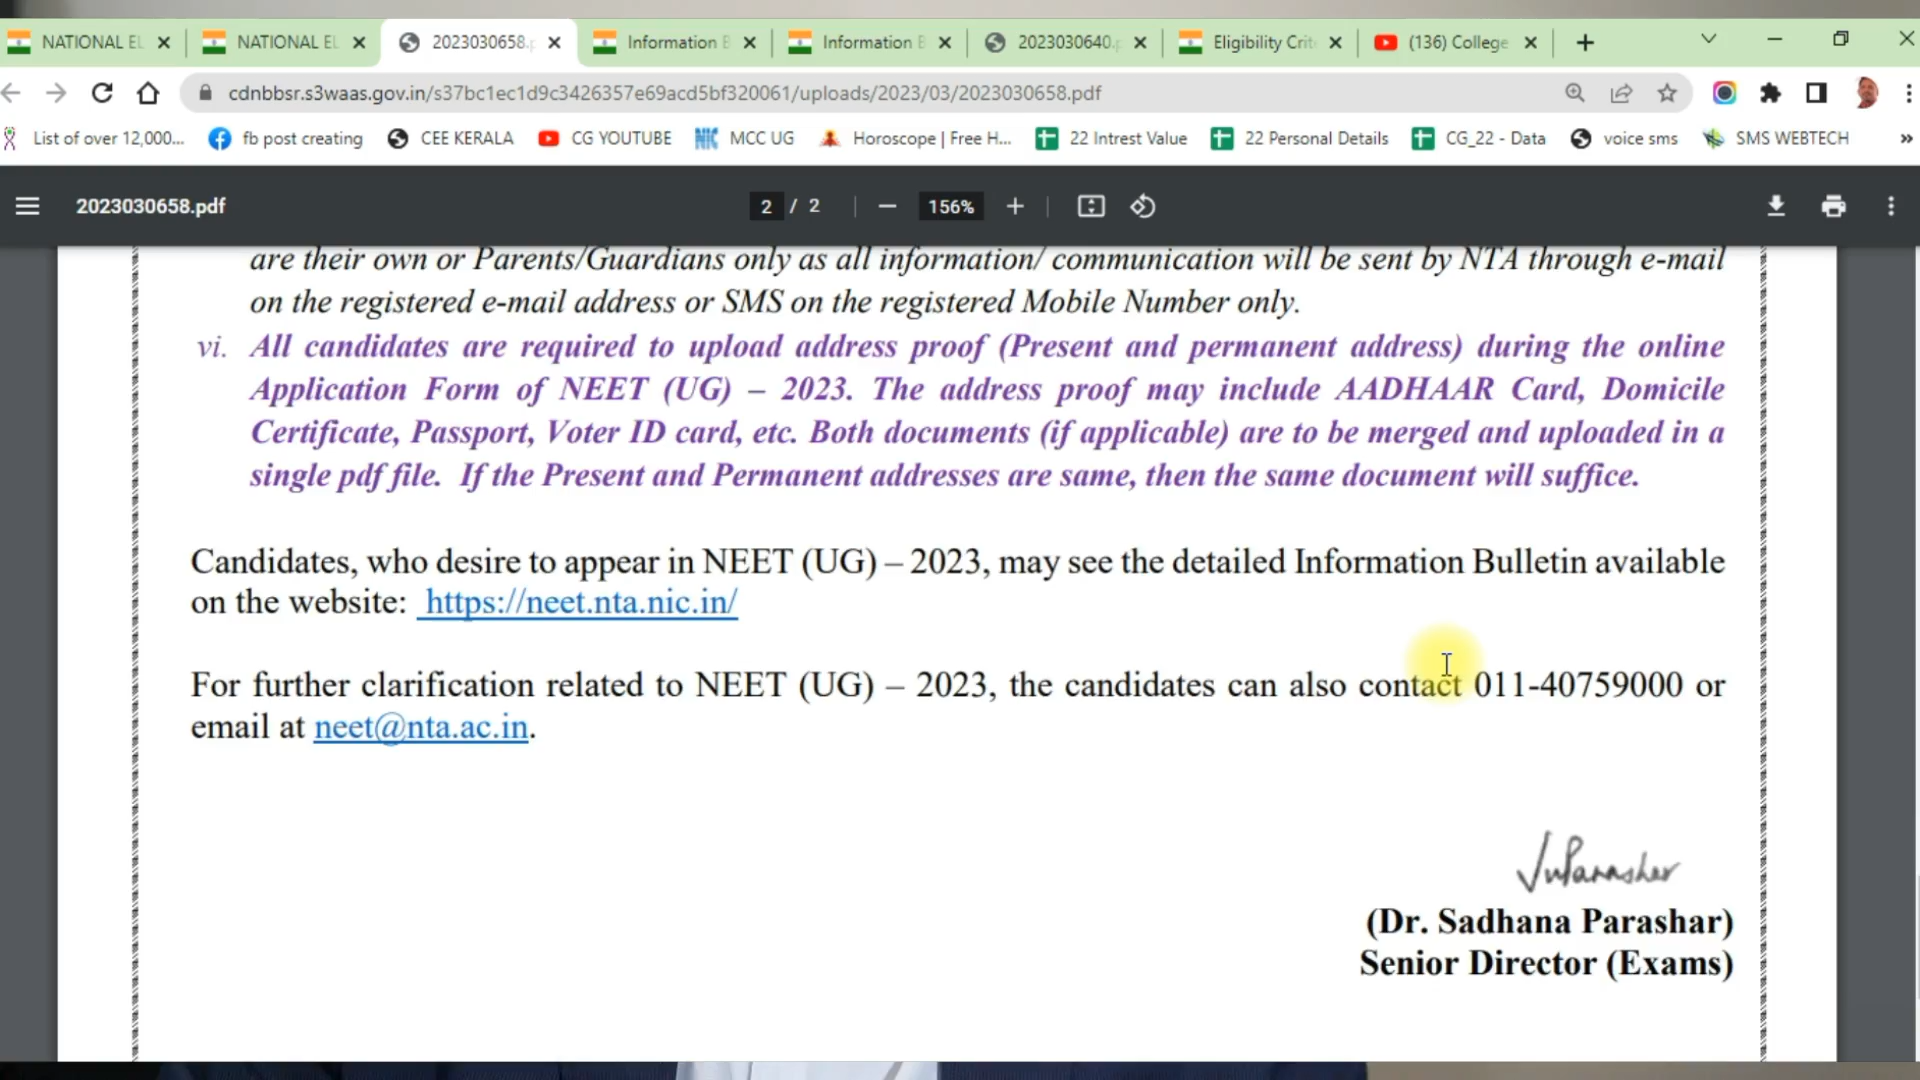 NATIONAL EL
NATIONAL EL
2023030658.p
Information B
Information B
2023030640.p
Eligibility Crite
(136) College
cdnbbsr.s3waas.gov.in/s37bc1ec1d9c3426357e69acd5bf320061/uploads/2023/03/2023030658.pdf
List of over 12,000... fb post creating CEE KERALA CG YOUTUBE MCC UG Horoscope | Free H... 22 Intrest Value 22 Personal Details CG_22 - Data voice sms SMS WEBTECH »
2023030658.pdf 2 / 2 − 156% +
are their own or Parents/Guardians only as all information/ communication will be sent by NTA through e-mail
on the registered e-mail address or SMS on the registered Mobile Number only.
vi. All candidates are required to upload address proof (Present and permanent address) during the online
Application Form of NEET (UG) – 2023. The address proof may include AADHAAR Card, Domicile
Certificate, Passport, Voter ID card, etc. Both documents (if applicable) are to be merged and uploaded in a
single pdf file. If the Present and Permanent addresses are same, then the same document will suffice.
Candidates, who desire to appear in NEET (UG) – 2023, may see the detailed Information Bulletin available
on the website: https://neet.nta.nic.in/
For further clarification related to NEET (UG) – 2023, the candidates can also contact 011-40759000 or
email at neet@nta.ac.in.
(Dr. Sadhana Parashar)
Senior Director (Exams)